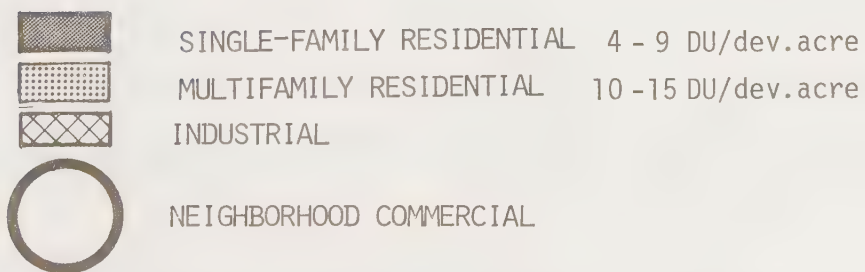 SINGLE-FAMILY RESIDENTIAL 4 - 9 DU/dev.acre
MULTIFAMILY RESIDENTIAL 10 -15 DU/dev.acre
INDUSTRIAL
NEIGHBORHOOD COMMERCIAL